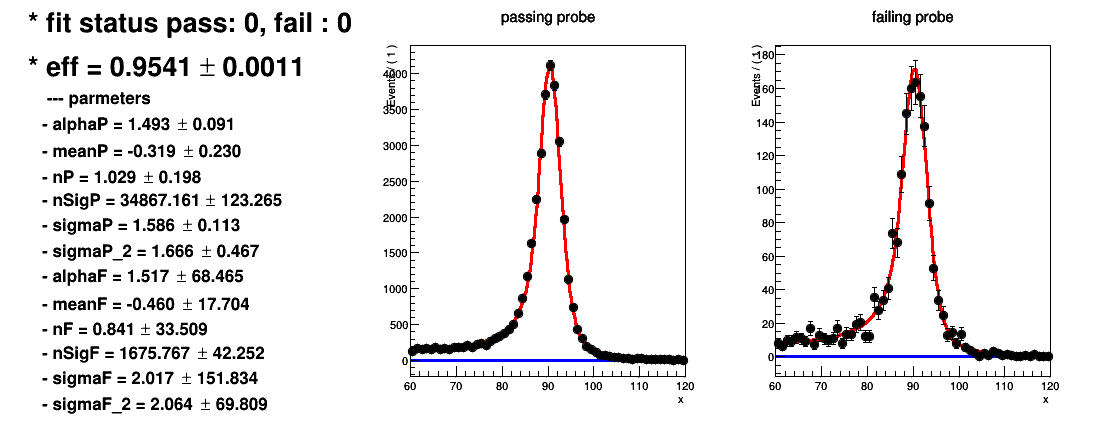 * fit status pass: 0, fail : 0
* eff = 0.9541 ± 0.0011
--- parmeters
- alphaP = 1.493 ± 0.091
- meanP = -0.319 ± 0.230
- nP = 1.029 ± 0.198
- nSigP = 34867.161 ± 123.265
- sigmaP = 1.586 ± 0.113
- sigmaP_2 = 1.666 ± 0.467
- alphaF = 1.517 ± 68.465
- meanF = -0.460 ± 17.704
- nF = 0.841 ± 33.509
- nSigF = 1675.767 ± 42.252
- sigmaF = 2.017 ± 151.834
- sigmaF_2 = 2.064 ± 69.809
passing probe
Events / ( 1 )
4000
3500
3000
2500
2000
1500
1000
500
0
60 70 80 90 100 110 120
x
failing probe
Events / ( 1 )
180
160
140
120
100
80
60
40
20
0
60 70 80 90 100 110 120
x